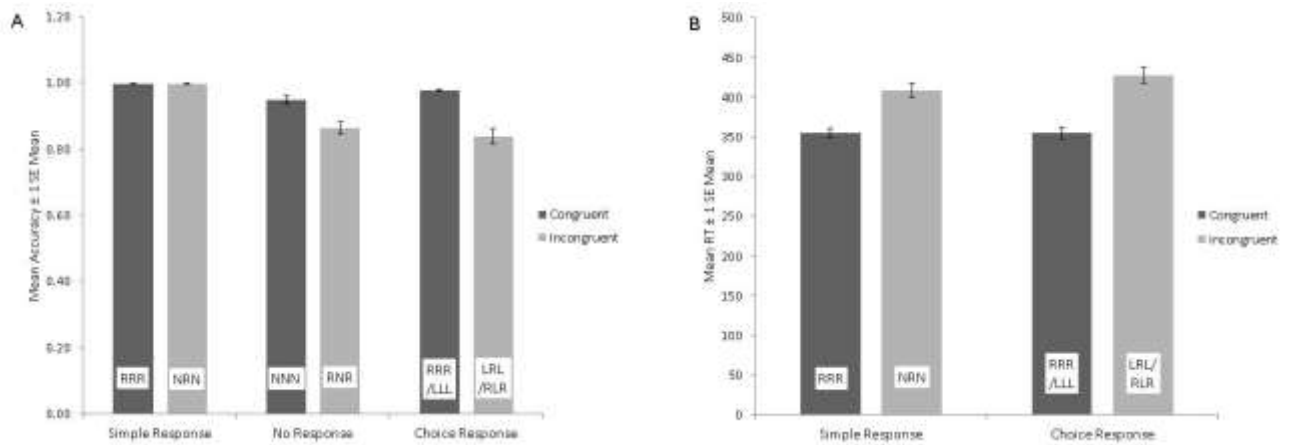 A
Mean Accuracy ± 1 SE Mean
1.20
1.00
0.80
0.60
0.40
0.20
0.00
RRR
NRN
NNN
RNR
RRR
/LLL
LRL
/RLR
Simple Response
No Response
Choice Response
Congruent
Incongruent
B
Mean RT ± 1 SE Mean
500
450
400
350
300
250
200
150
100
50
0
RRR
NRN
RRR
/LLL
LRL/
RLR
Simple Response
Choice Response
Congruent
Incongruent